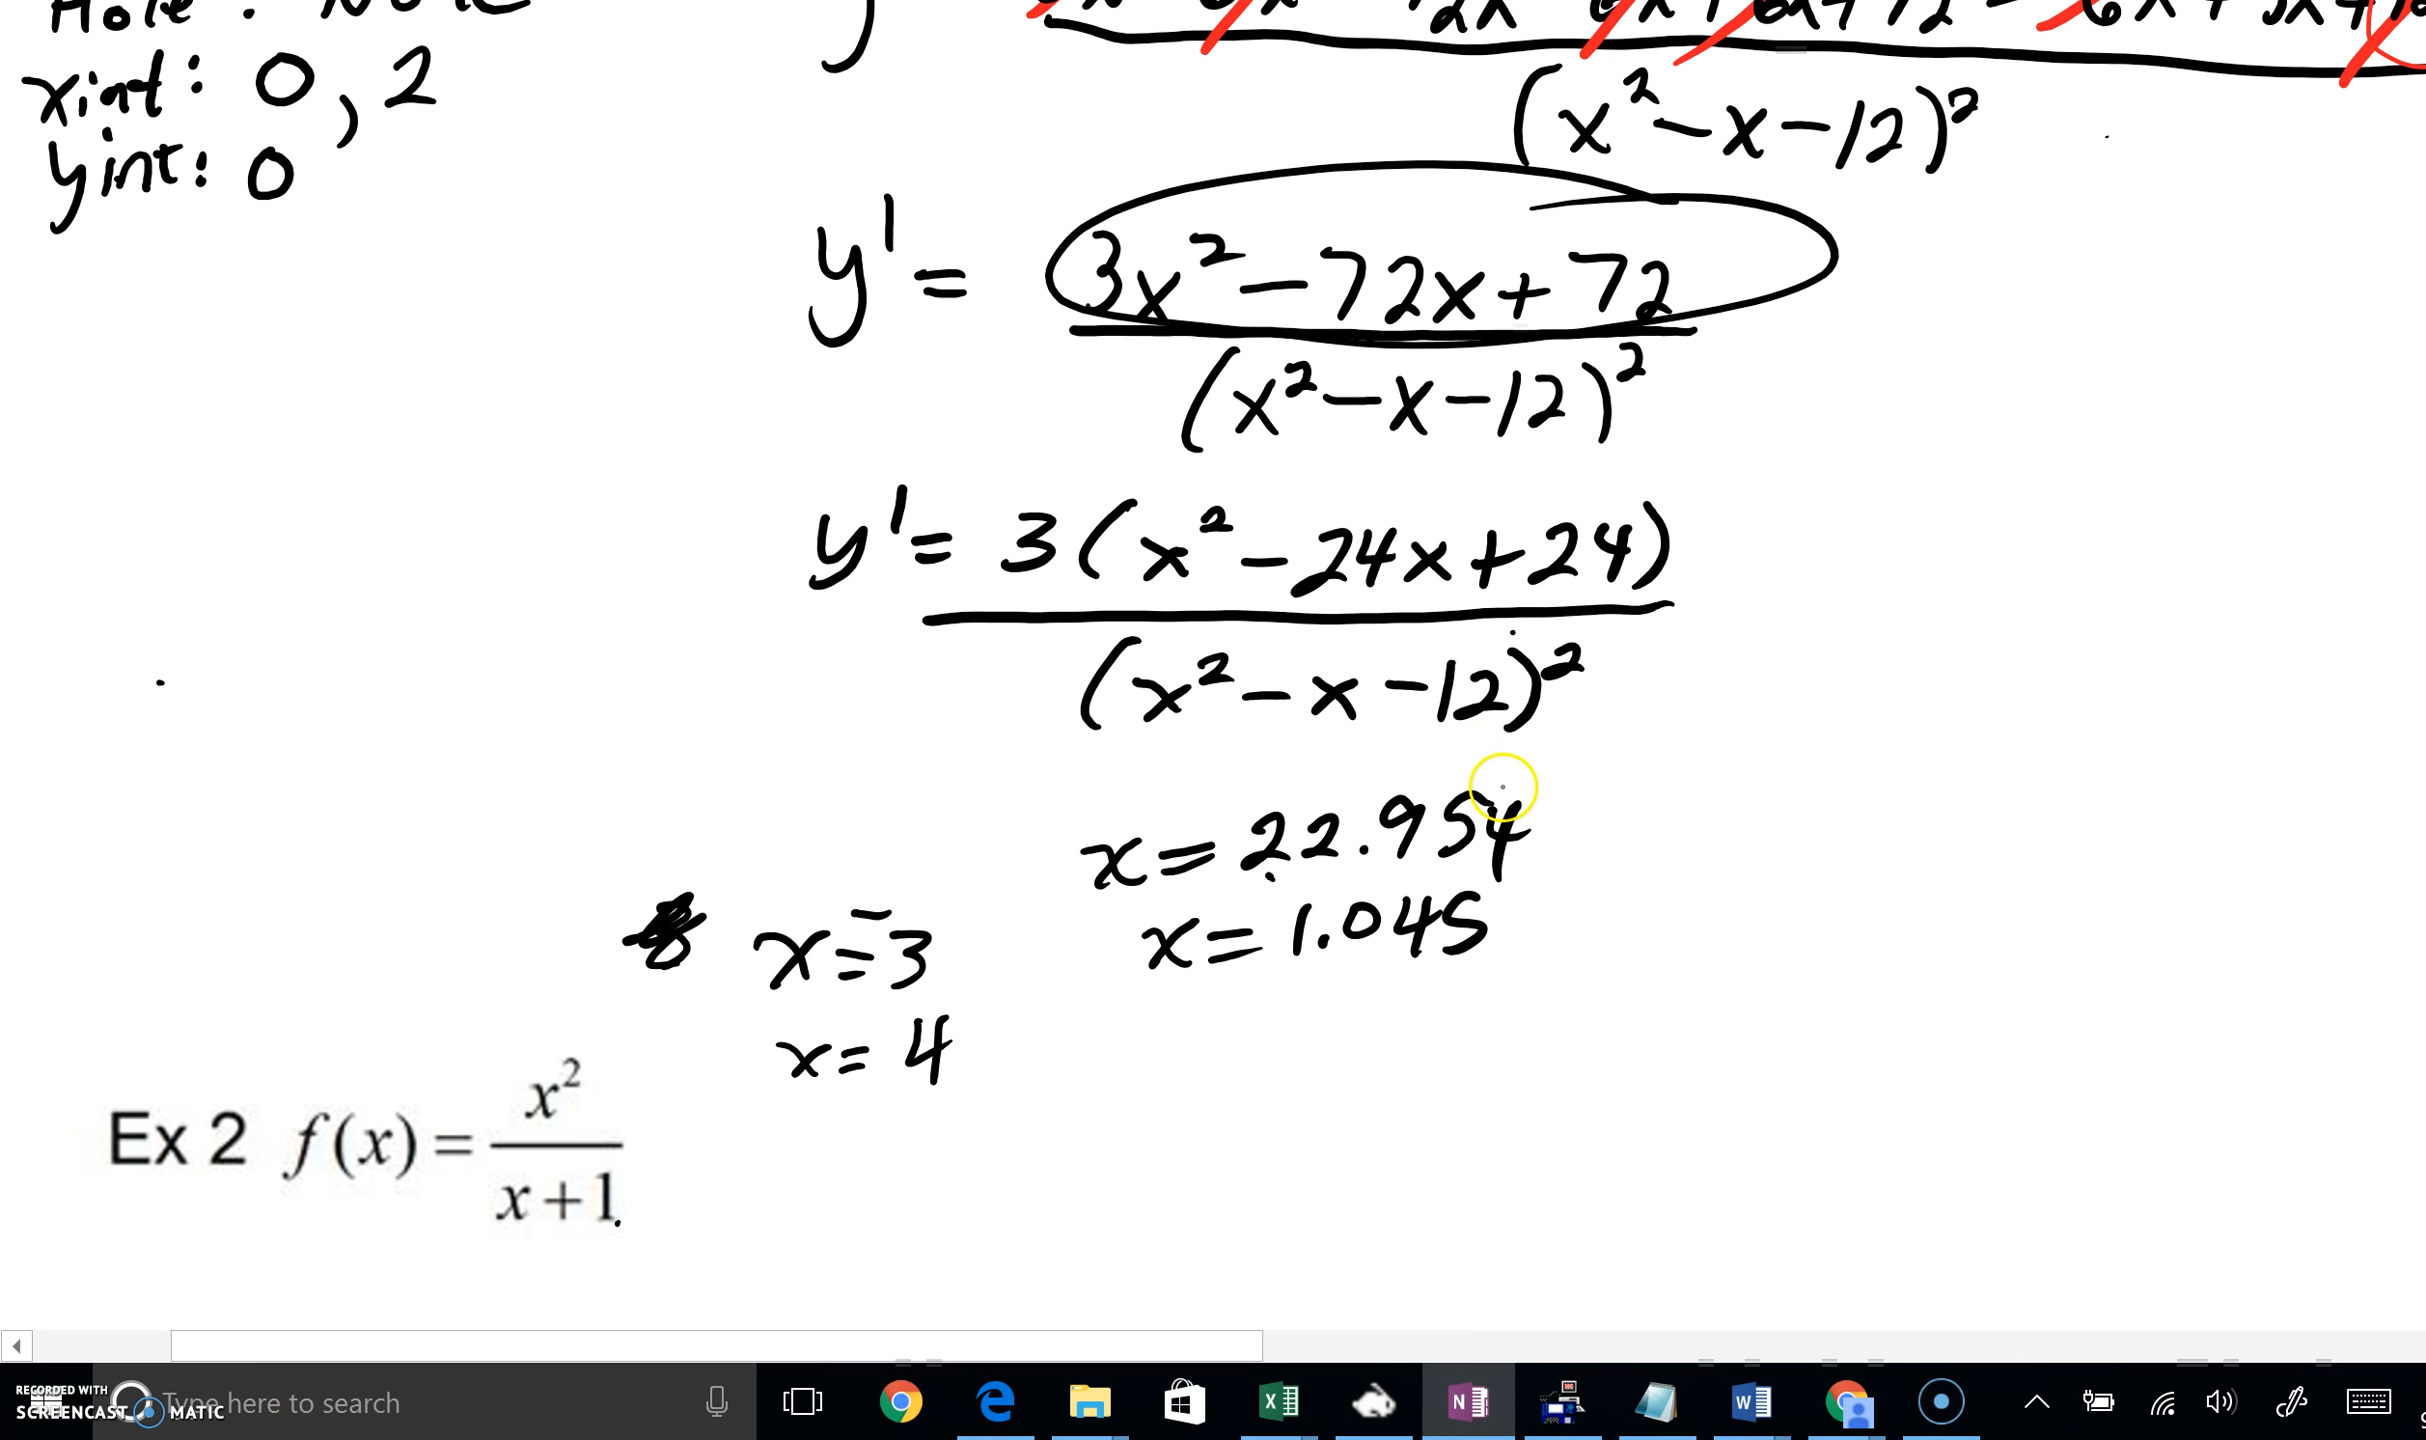 Hole : None
xint: 0, 2
yint: 0
(x²-x-12)²
y' = 3x²-72x+72
(x²-x-12)²
y' = 3(x²-24x+24)
(x²-x-12)²
x=22.954
x=1.045
x=-3
x=4
Ex 2 f(x)= x²
x+1
RECORDED WITH
SCREENCAST MATIC
Type here to search